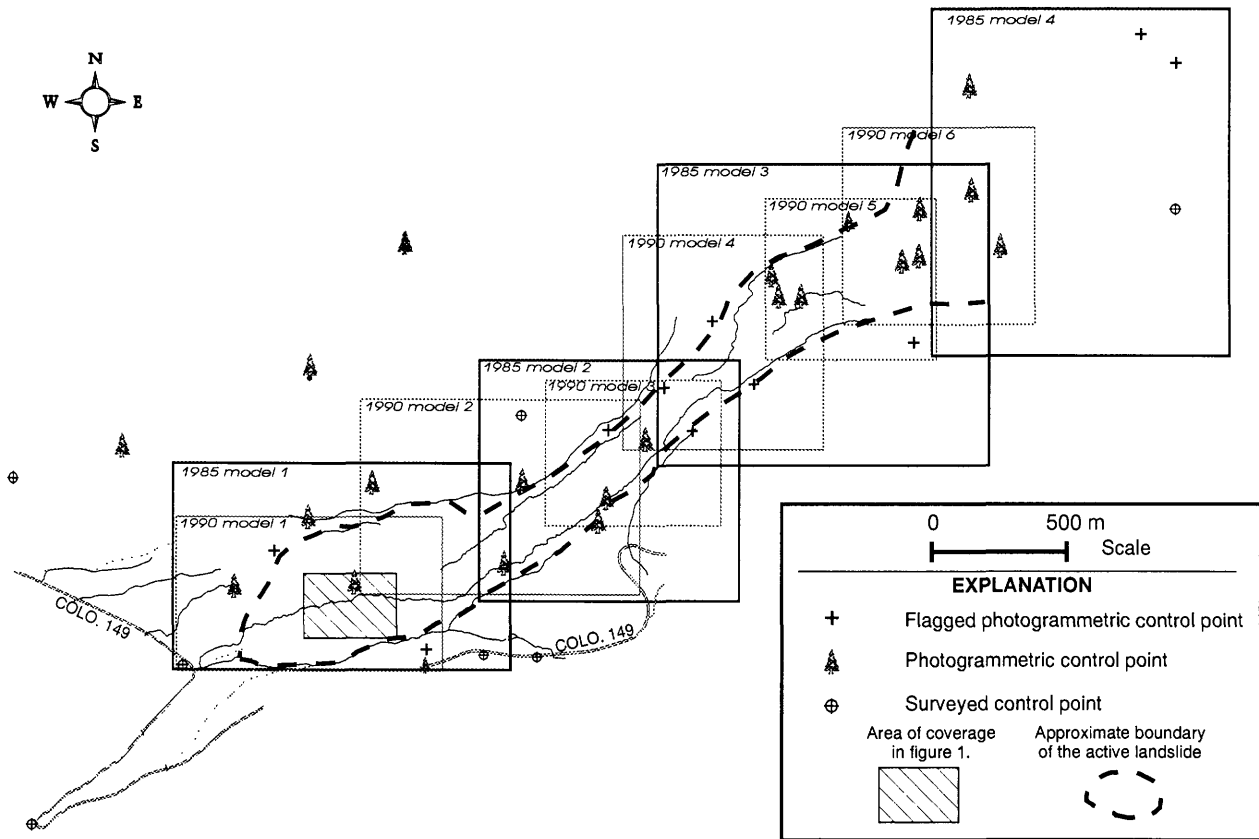 1985 model 4
N
W E
S
1990 model 6
1985 model 3
1990 model 5
1990 model 4
1985 model 2
1990 model 3
1990 model 2
1985 model 1
1990 model 1
COLO. 149
COLO. 149
0 500 m
Scale
EXPLANATION
Flagged photogrammetric control point
Photogrammetric control point
Surveyed control point
Area of coverage
in figure 1.
Approximate boundary
of the active landslide